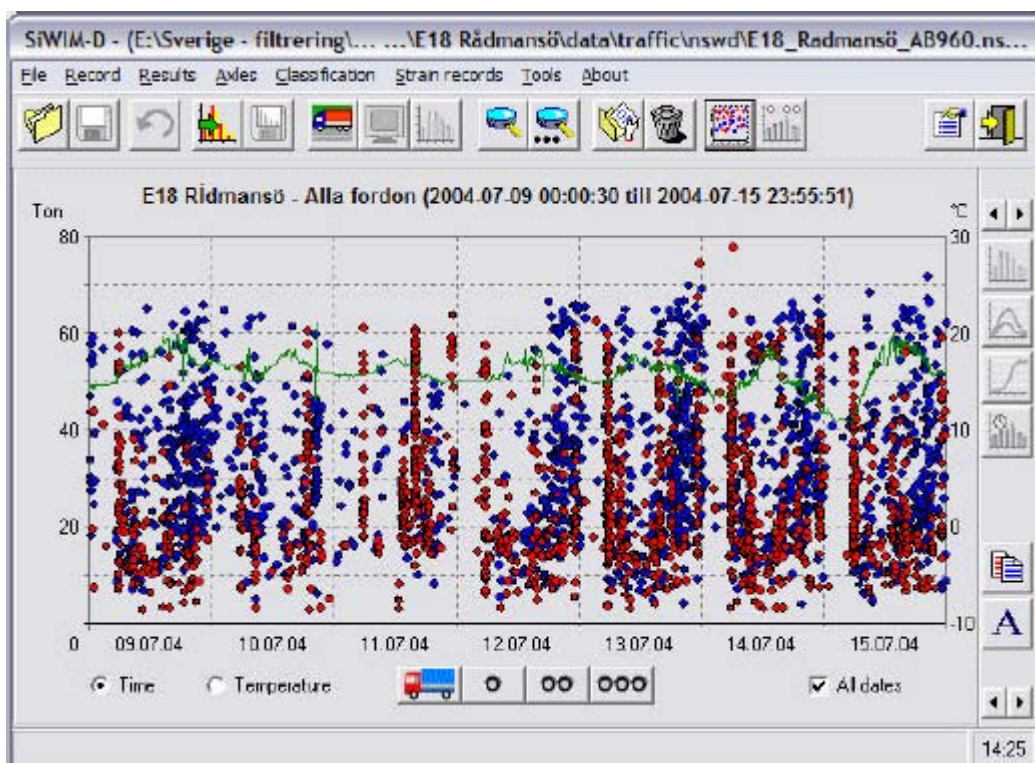 SiWIM-D - (E:\Sverige - filtrering\... ...\E18 Rådmansö\data\traffic\nswd\E18_Radmansö_AB960.ns...
File Record Results Axles Classification Strain records Tools About
E18 RÍdmansö - Alla fordon (2004-07-09 00:00:30 till 2004-07-15 23:55:51)
Ton °C
80 30
60 20
40 10
20 0
-10
0 09.07.04 10.07.04 11.07.04 12.07.04 13.07.04 14.07.04 15.07.04
Time Temperature All dates
A
14:25